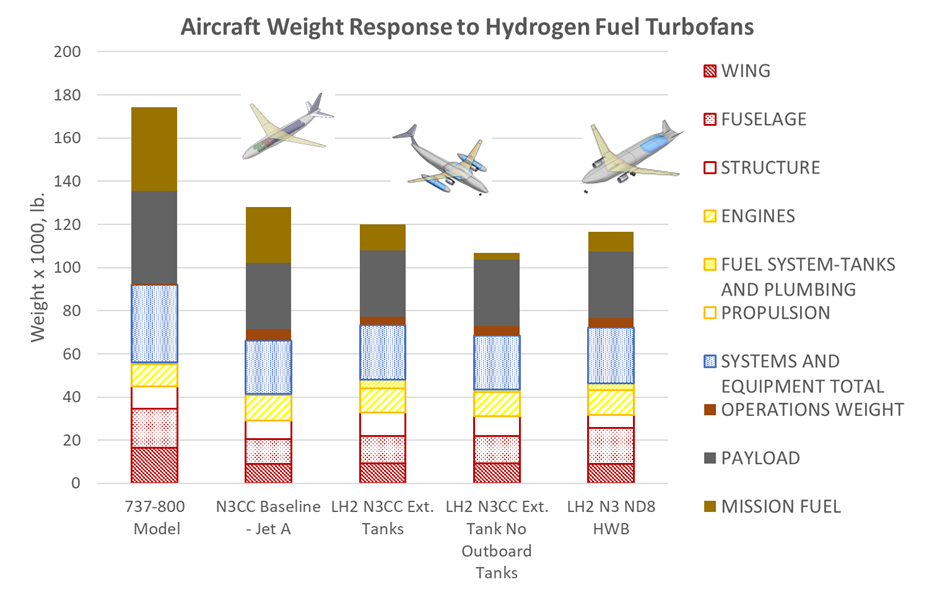 Aircraft Weight Response to Hydrogen Fuel Turbofans
Weight x 1000, lb.
200
180
160
140
120
100
80
60
40
20
0
737-800
Model
N3CC Baseline
- Jet A
LH2 N3CC Ext.
Tanks
LH2 N3CC Ext.
Tank No
Outboard
Tanks
LH2 N3 ND8
HWB
WING
FUSELAGE
STRUCTURE
ENGINES
FUEL SYSTEM-TANKS
AND PLUMBING
PROPULSION
SYSTEMS AND
EQUIPMENT TOTAL
OPERATIONS WEIGHT
PAYLOAD
MISSION FUEL